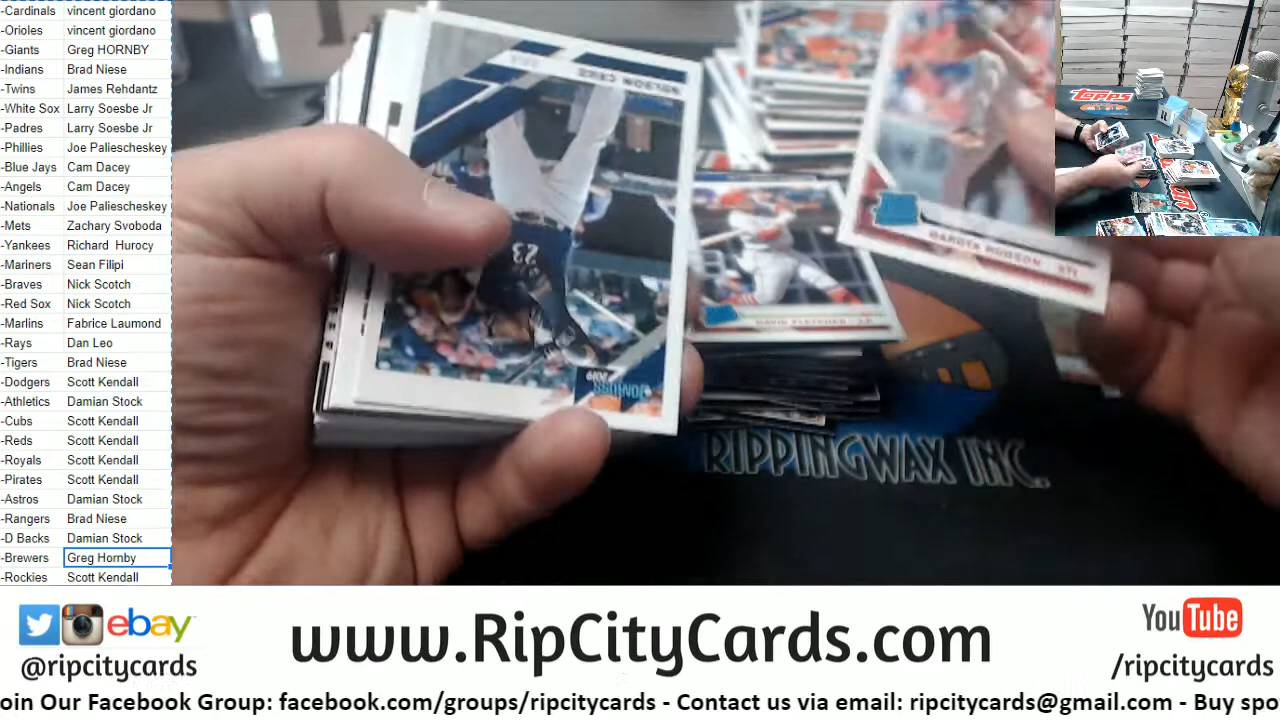 -Cardinals vincent giordano
-Orioles vincent giordano
-Giants Greg HORNBY
-Indians Brad Niese
-Twins James Rehdantz
-White Sox Larry Soesbe Jr
-Padres Larry Soesbe Jr
-Phillies Joe Paliescheskey
-Blue Jays Cam Dacey
-Angels Cam Dacey
-Nationals Joe Paliescheskey
-Mets Zachary Svoboda
-Yankees Richard Hurocy
-Mariners Sean Filipi
-Braves Nick Scotch
-Red Sox Nick Scotch
-Marlins Fabrice Laumond
-Rays Dan Leo
-Tigers Brad Niese
-Dodgers Scott Kendall
-Athletics Damian Stock
-Cubs Scott Kendall
-Reds Scott Kendall
-Royals Scott Kendall
-Pirates Scott Kendall
-Astros Damian Stock
-Rangers Brad Niese
-D Backs Damian Stock
-Brewers Greg Hornby
-Rockies Scott Kendall
NELSON CRUZ
23
2019 DONRUSS
DAKOTA HUDSON STL
DAVID FLETCHER
RIPPINGWAX INC.
TOPPS
ebay
@ripcitycards
www.RipCityCards.com
YouTube
/ripcitycards
oin Our Facebook Group: facebook.com/groups/ripcitycards - Contact us via email: ripcitycards@gmail.com - Buy spo